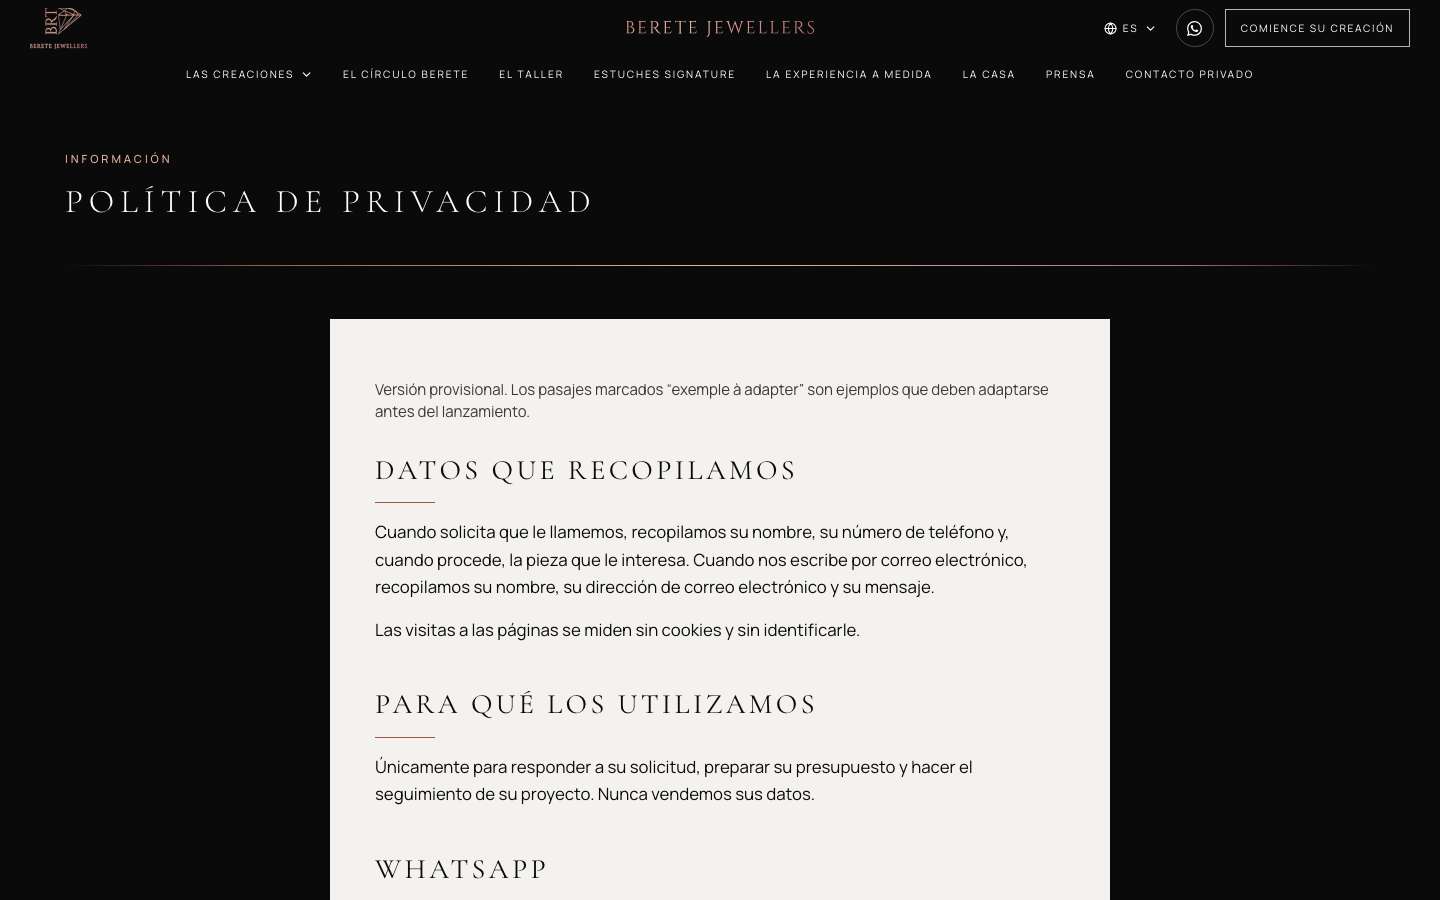 BRT
BERETE JEWELLERS
BERETE JEWELLERS
ES
COMIENCE SU CREACIÓN
LAS CREACIONES
EL CÍRCULO BERETE
EL TALLER
ESTUCHES SIGNATURE
LA EXPERIENCIA A MEDIDA
LA CASA
PRENSA
CONTACTO PRIVADO
INFORMACIÓN
POLÍTICA DE PRIVACIDAD
Versión provisional. Los pasajes marcados “exemple à adapter” son ejemplos que deben adaptarse
antes del lanzamiento.
DATOS QUE RECOPILAMOS
Cuando solicita que le llamemos, recopilamos su nombre, su número de teléfono y,
cuando procede, la pieza que le interesa. Cuando nos escribe por correo electrónico,
recopilamos su nombre, su dirección de correo electrónico y su mensaje.
Las visitas a las páginas se miden sin cookies y sin identificarle.
PARA QUÉ LOS UTILIZAMOS
Únicamente para responder a su solicitud, preparar su presupuesto y hacer el
seguimiento de su proyecto. Nunca vendemos sus datos.
WHATSAPP